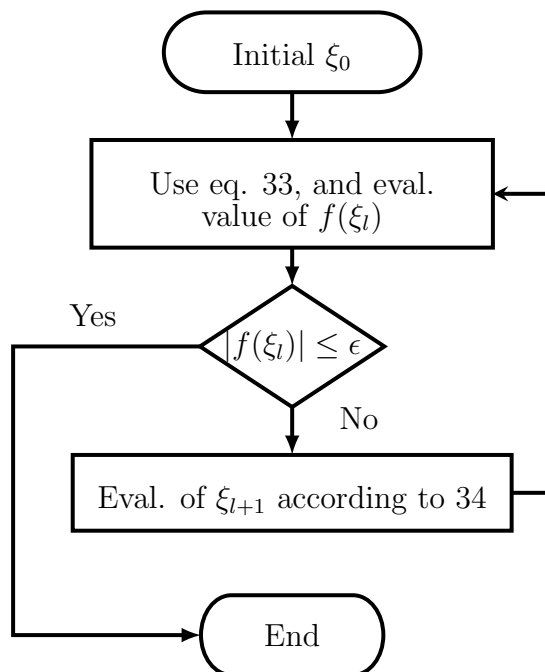 Initial ξ₀
Use eq. 33, and eval.
value of f(ξₗ)
Yes
|f(ξₗ)| ≤ ϵ
No
Eval. of ξₗ₊₁ according to 34
End